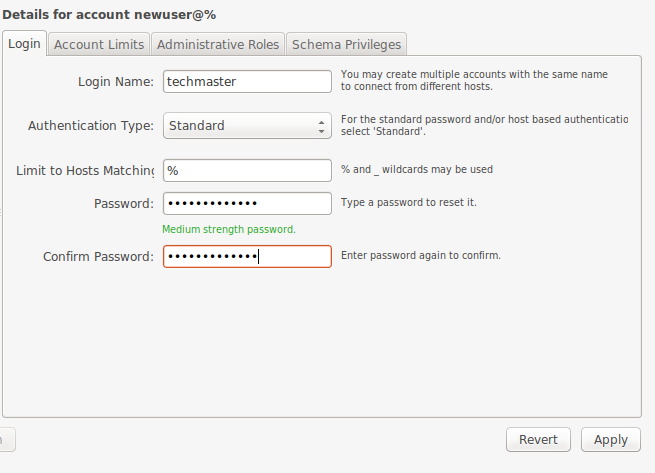 Details for account newuser@%
Login Account Limits Administrative Roles Schema Privileges
Login Name: techmaster You may create multiple accounts with the same name
to connect from different hosts.
Authentication Type: Standard For the standard password and/or host based authenticatio
select 'Standard'.
Limit to Hosts Matching % % and _ wildcards may be used
Password: ••••••••••••• Type a password to reset it.
Medium strength password.
Confirm Password: ••••••••••••• Enter password again to confirm.
Revert Apply